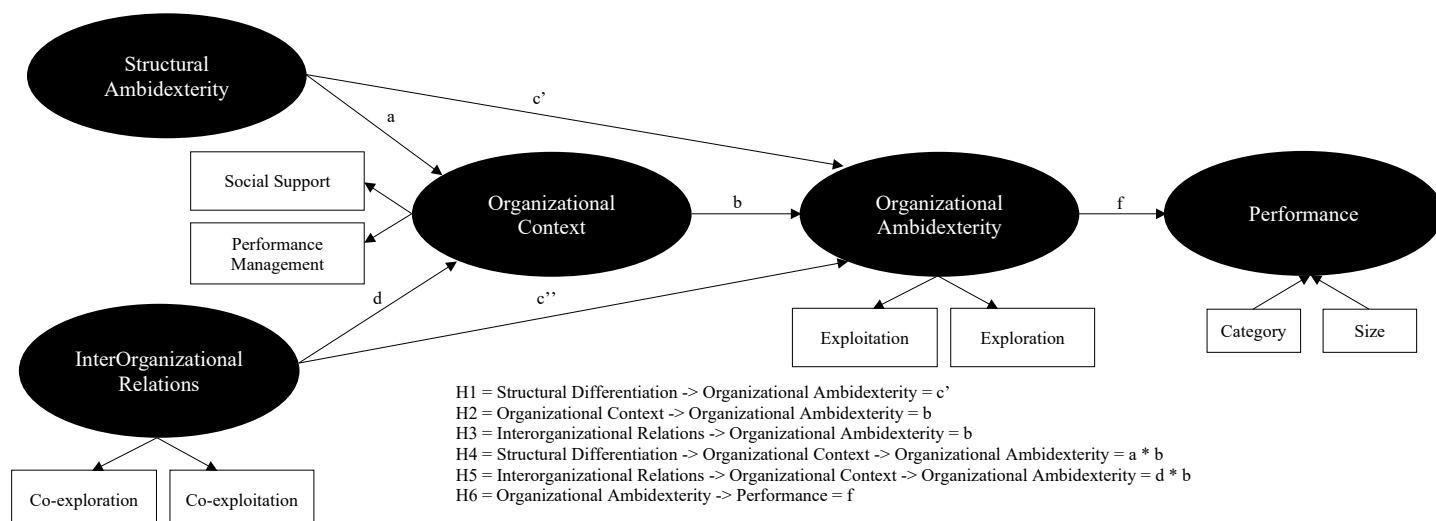 Structural
Ambidexterity
c’
a
Social Support
Organizational
Context
b
Organizational
Ambidexterity
f
Performance
Performance
Management
d
c’’
InterOrganizational
Relations
Exploitation
Exploration
Category
Size
H1 = Structural Differentiation -> Organizational Ambidexterity = c’
H2 = Organizational Context -> Organizational Ambidexterity = b
H3 = Interorganizational Relations -> Organizational Ambidexterity = b
H4 = Structural Differentiation -> Organizational Context -> Organizational Ambidexterity = a * b
H5 = Interorganizational Relations -> Organizational Context -> Organizational Ambidexterity = d * b
H6 = Organizational Ambidexterity -> Performance = f
Co-exploration
Co-exploitation